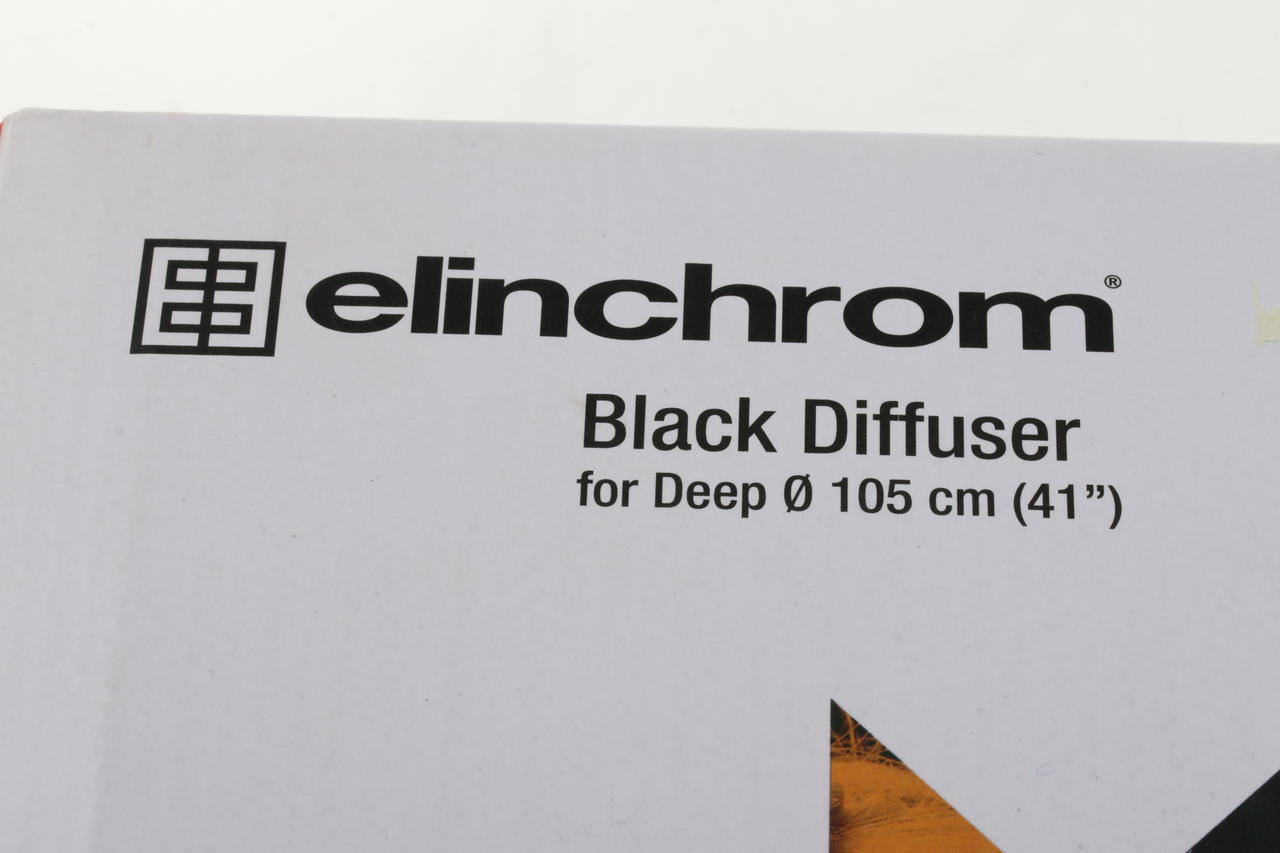 elinchrom®
Black Diffuser
for Deep Ø 105 cm (41”)